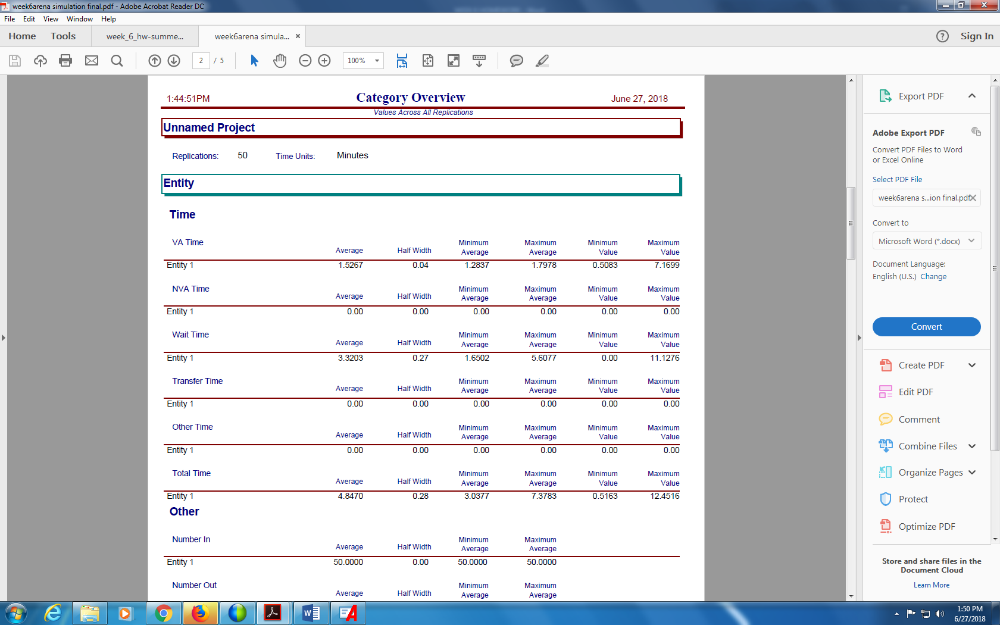 week6arena simulation final.pdf - Adobe Acrobat Reader DC
File Edit View Window Help
Home Tools week_6_hw-summe... week6arena simula... × ? Sign In
2 / 5 100%
1:44:51PM Category Overview June 27, 2018
Values Across All Replications
Unnamed Project
Replications: 50 Time Units: Minutes
Entity
Time
VA Time Average Half Width Minimum Average Maximum Average Minimum Value Maximum Value
Entity 1 1.5267 0.04 1.2837 1.7978 0.5083 7.1699
NVA Time Average Half Width Minimum Average Maximum Average Minimum Value Maximum Value
Entity 1 0.00 0.00 0.00 0.00 0.00 0.00
Wait Time Average Half Width Minimum Average Maximum Average Minimum Value Maximum Value
Entity 1 3.3203 0.27 1.6502 5.6077 0.00 11.1276
Transfer Time Average Half Width Minimum Average Maximum Average Minimum Value Maximum Value
Entity 1 0.00 0.00 0.00 0.00 0.00 0.00
Other Time Average Half Width Minimum Average Maximum Average Minimum Value Maximum Value
Entity 1 0.00 0.00 0.00 0.00 0.00 0.00
Total Time Average Half Width Minimum Average Maximum Average Minimum Value Maximum Value
Entity 1 4.8470 0.28 3.0377 7.3783 0.5163 12.4516
Other
Number In Average Half Width Minimum Average Maximum Average
Entity 1 50.0000 0.00 50.0000 50.0000
Number Out Average Half Width Minimum Average Maximum Average
Export PDF
Adobe Export PDF
Convert PDF Files to Word
or Excel Online
Select PDF File
week6arena s...ion final.pdf
Convert to
Microsoft Word (*.docx)
Document Language:
English (U.S.) Change
Convert
Create PDF
Edit PDF
Comment
Combine Files
Organize Pages
Protect
Optimize PDF
Store and share files in the
Document Cloud
Learn More
1:50 PM
6/27/2018